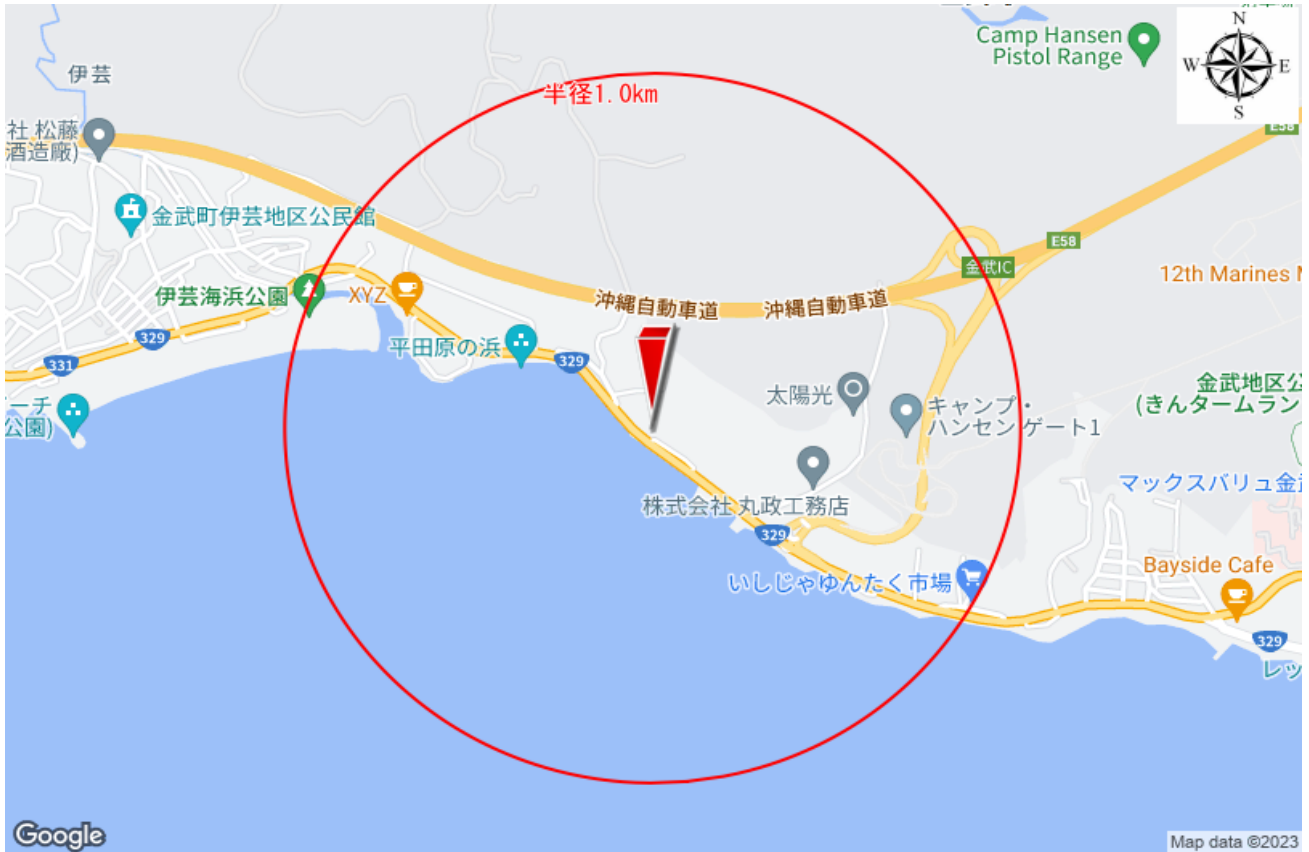 Camp Hansen
Pistol Range
N
W
E
S
E58
半径1.0km
伊芸
社 松藤
酒造廠)
金武町伊芸地区公民館
E58
金武IC
12th Marines
伊芸海浜公園
XYZ
沖縄自動車道
沖縄自動車道
329
平田原の浜
329
331
太陽光
キャンプ・
ハンセン ゲート1
金武地区公
(きんタームラン
ーチ
公園)
マックスバリュ金武
株式会社 丸政工務店
329
いしじゃゆんたく市場
Bayside Cafe
329
レッ
Google
Map data ©2023